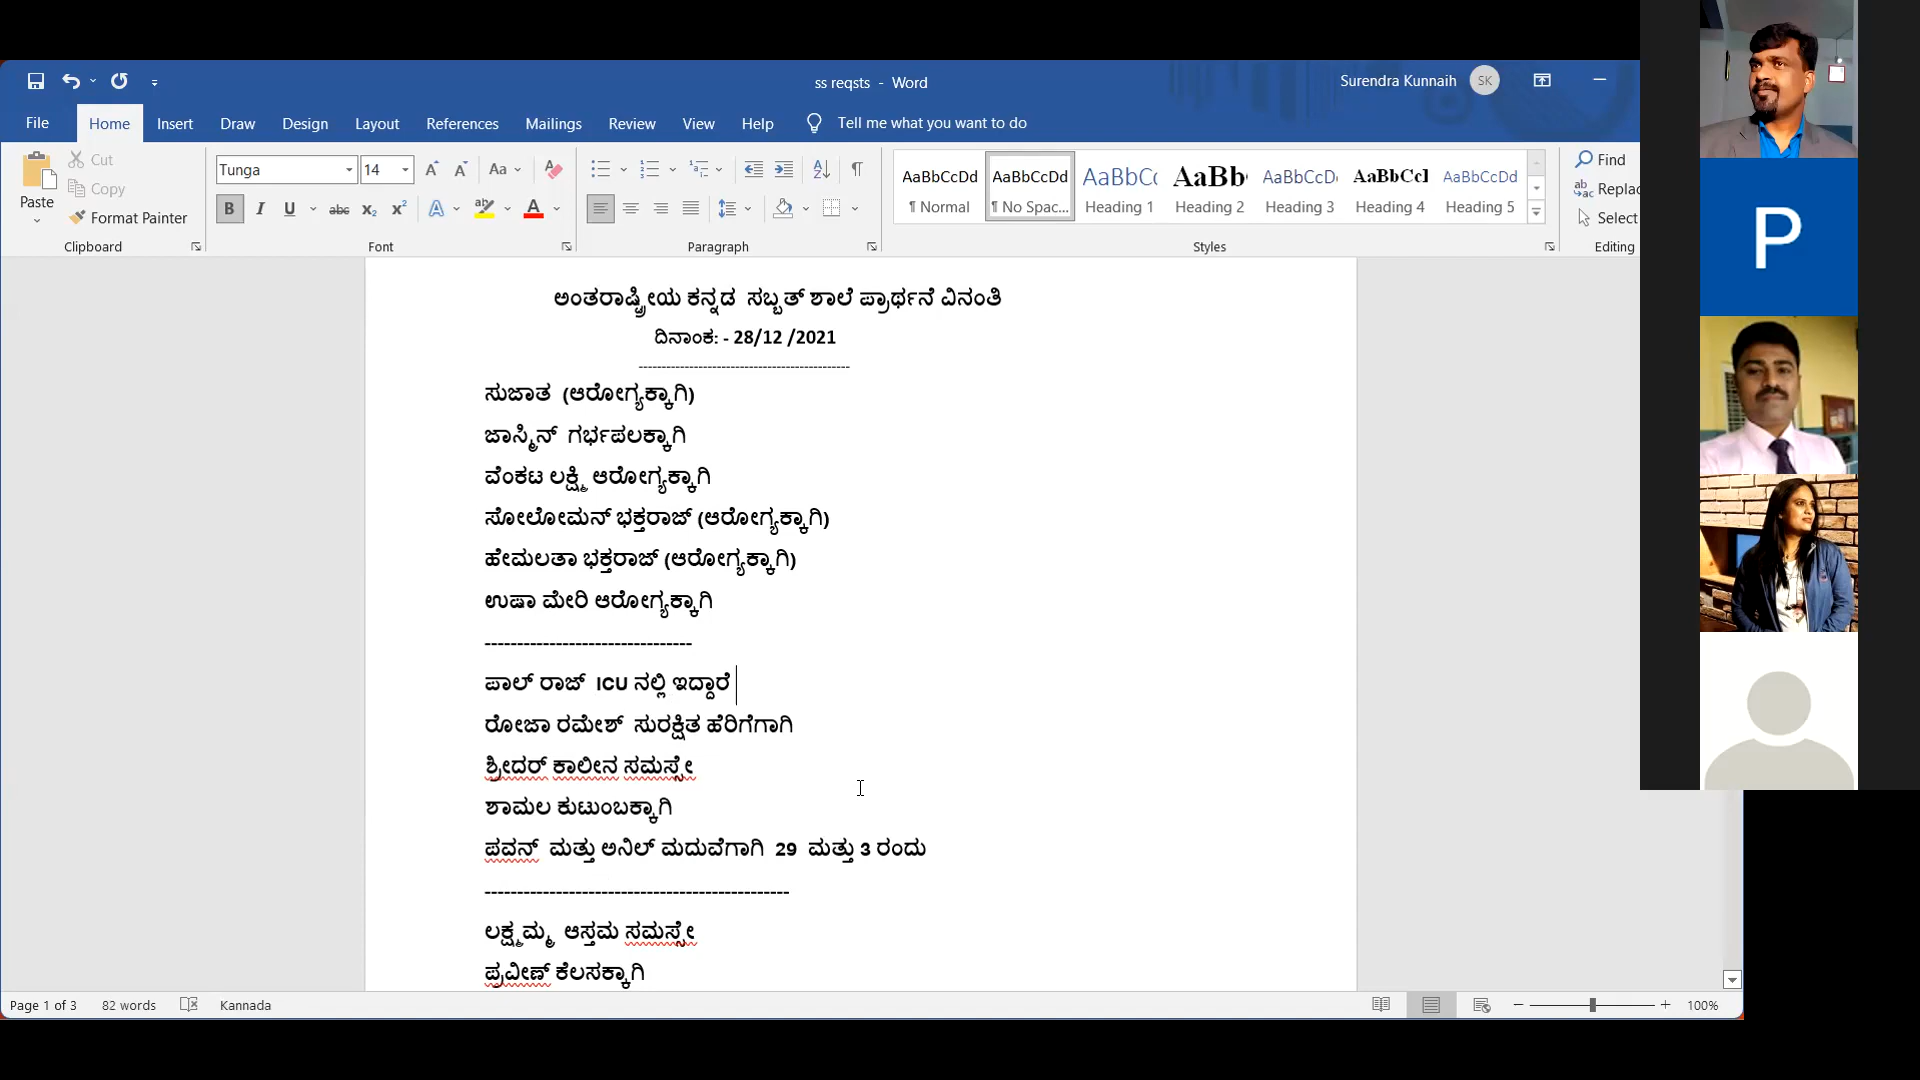 ss reqsts - Word
Surendra Kunnaih SK
File Home Insert Draw Design Layout References Mailings Review View Help Tell me what you want to do
Paste Cut
Copy
Format Painter
Clipboard
Tunga 14
Font
Paragraph
AaBbCcDd AaBbCcDd AaBbCc AaBb AaBbCcDd AaBbCcI AaBbCcDd
¶ Normal ¶ No Spac... Heading 1 Heading 2 Heading 3 Heading 4 Heading 5
Styles
Find
Replac
Select
Editing
P
ಅಂತರಾಷ್ಟ್ರೀಯ ಕನ್ನಡ ಸಬ್ಬತ್ ಶಾಲೆ ಪ್ರಾರ್ಥನೆ ವಿನಂತಿ
ದಿನಾಂಕ: - 28/12 /2021
----------------------------------------------
ಸುಜಾತ (ಆರೋಗ್ಯಕ್ಕಾಗಿ)
ಜಾಸ್ಮಿನ್ ಗರ್ಭಪಲಕ್ಕಾಗಿ
ವೆಂಕಟ ಲಕ್ಷ್ಮಿ ಆರೋಗ್ಯಕ್ಕಾಗಿ
ಸೋಲೋಮನ್ ಭಕ್ತರಾಜ್ (ಆರೋಗ್ಯಕ್ಕಾಗಿ)
ಹೇಮಲತಾ ಭಕ್ತರಾಜ್ (ಆರೋಗ್ಯಕ್ಕಾಗಿ)
ಉಷಾ ಮೇರಿ ಆರೋಗ್ಯಕ್ಕಾಗಿ
--------------------------------
ಪಾಲ್ ರಾಜ್ ICU ನಲ್ಲಿ ಇದ್ದಾರೆ
ರೋಜಾ ರಮೇಶ್ ಸುರಕ್ಷಿತ ಹೆರಿಗೆಗಾಗಿ
ಶ್ರೀದರ್ ಕಾಲೀನ ಸಮಸ್ಸೇ
ಶಾಮಲ ಕುಟುಂಬಕ್ಕಾಗಿ
ಪವನ್ ಮತ್ತು ಅನಿಲ್ ಮದುವೆಗಾಗಿ 29 ಮತ್ತು 3 ರಂದು
-----------------------------------------------
ಲಕ್ಷ್ಮಮ್ಮ ಆಸ್ತಮ ಸಮಸ್ಸೇ
ಪ್ರವೀಣ್ ಕೆಲಸಕ್ಕಾಗಿ
Page 1 of 3 82 words Kannada 100%